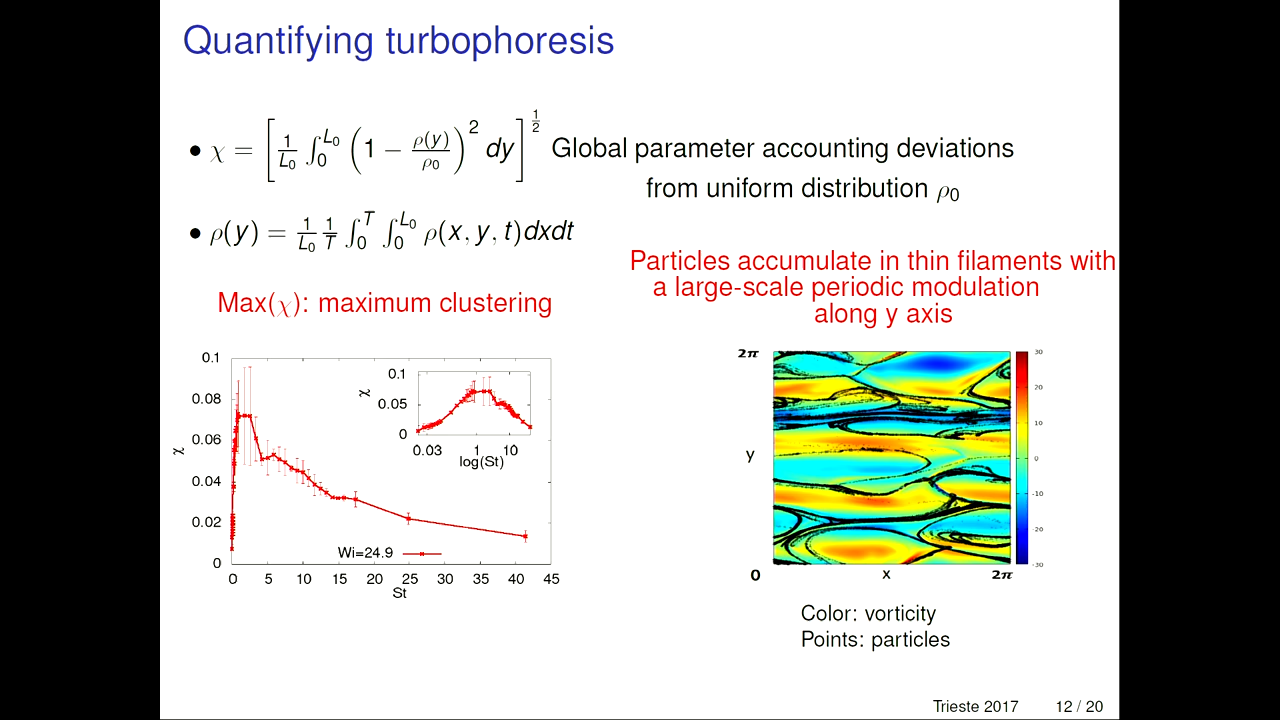 Quantifying turbophoresis
• χ = [1/L₀ ∫₀^L₀ (1 − ρ(y)/ρ₀)² dy]^1/2 Global parameter accounting deviations
from uniform distribution ρ₀
• ρ(y) = 1/L₀ 1/T ∫₀^T ∫₀^L₀ ρ(x, y, t)dxdt
Particles accumulate in thin filaments with
a large-scale periodic modulation
along y axis
Max(χ): maximum clustering
0.1
0.08
0.06
0.04
0.02
0
χ
0 5 10 15 20 25 30 35 40 45
St
Wi=24.9
0.1
0.05
0
χ
0.03 1 10
log(St)
2π
y
0 x 2π
30
20
10
0
-10
-20
-30
Color: vorticity
Points: particles
Trieste 2017 12 / 20